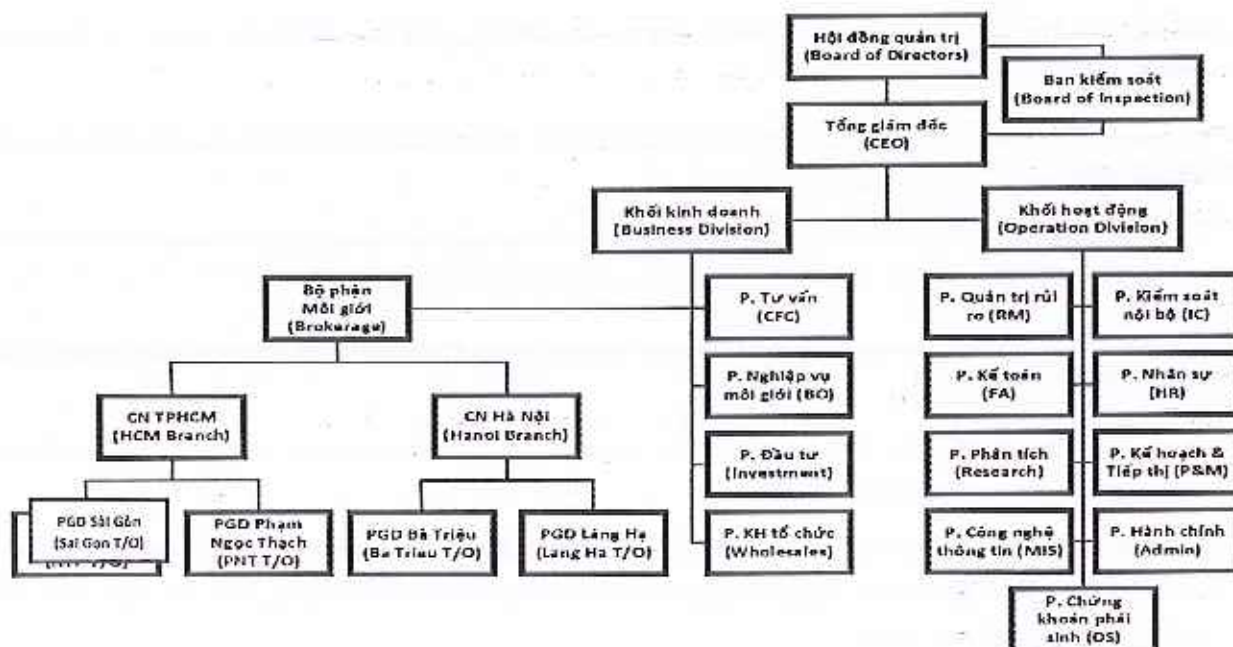 Hội đồng quản trị
(Board of Directors)
Ban kiểm soát
(Board of Inspection)
Tổng giám đốc
(CEO)
Khối kinh doanh
(Business Division)
Khối hoạt động
(Operation Division)
Bộ phận
Môi giới
(Brokerage)
P. Tư vấn
(CFC)
P. Quản trị rủi
ro (RM)
P. Kiểm soát
nội bộ (IC)
P. Nghiệp vụ
môi giới (BO)
P. Kế toán
(FA)
P. Nhân sự
(HR)
CN TPHCM
(HCM Branch)
CN Hà Nội
(Hanoi Branch)
P. Đầu tư
(Investment)
P. Phân tích
(Research)
P. Kế hoạch &
Tiếp thị (P&M)
PGD Sài Gòn
(Sai Gon T/O)
T/O)
PGD Phạm
Ngọc Thạch
(PNT T/O)
PGD Bà Triệu
(Ba Trieu T/O)
PGD Láng Hạ
(Lang Ha T/O)
P. KH tổ chức
(Wholesales)
P. Công nghệ
thông tin (MIS)
P. Hành chính
(Admin)
P. Chứng
khoán phái
sinh (DS)